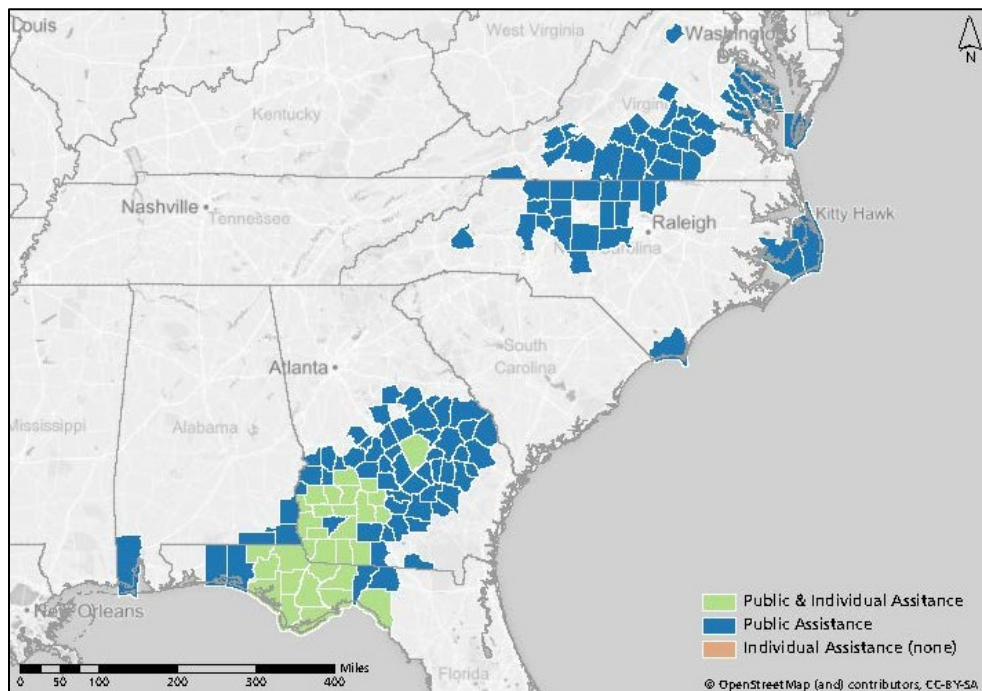 Louis
West Virginia
Washington
D.C.
N
Kentucky
Virginia
Nashville
Tennessee
Kitty Hawk
Raleigh
North Carolina
Atlanta
South
Carolina
Mississippi
Alabama
New Orleans
Florida
Public & Individual Assitance
Public Assistance
Individual Assistance (none)
Miles
0 50 100 200 300 400
© OpenStreetMap (and) contributors, CC-BY-SA